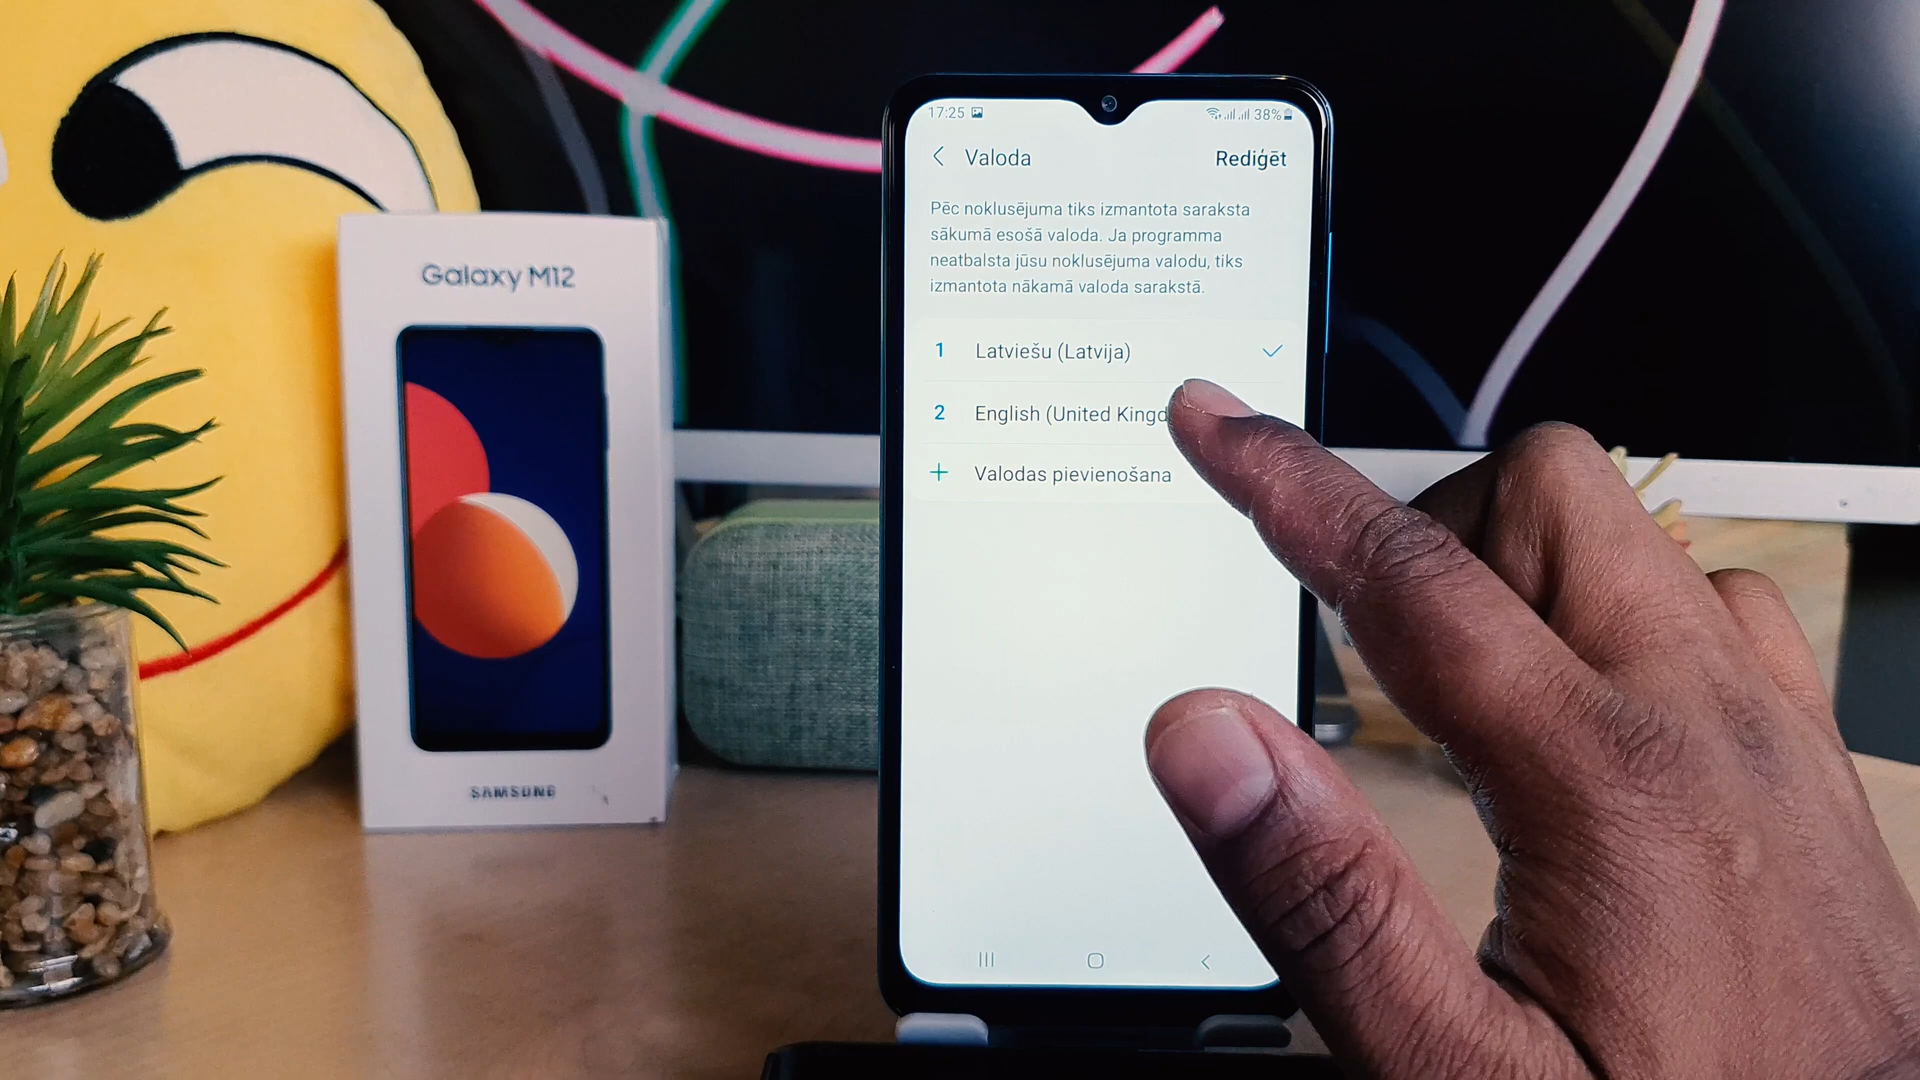 Galaxy M12
SAMSUNG
17:25
38%
Valoda
Rediģēt
Pēc noklusējuma tiks izmantota saraksta
sākumā esošā valoda. Ja programma
neatbalsta jūsu noklusējuma valodu, tiks
izmantota nākamā valoda sarakstā.
1 Latviešu (Latvija)
2 English (United Kingd
+ Valodas pievienošana